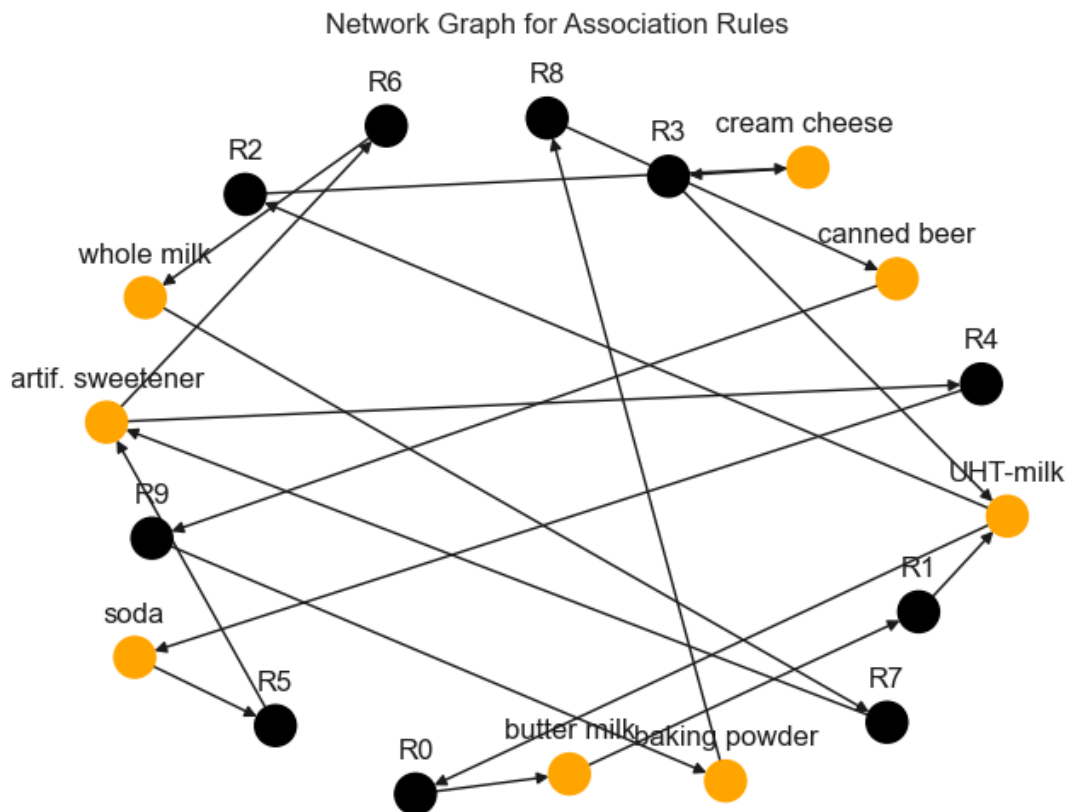 Network Graph for Association Rules
R6
R8
R3
cream cheese
R2
canned beer
whole milk
R4
artif. sweetener
UHT-milk
R9
R1
soda
R5
R7
butter milk
baking powder
R0